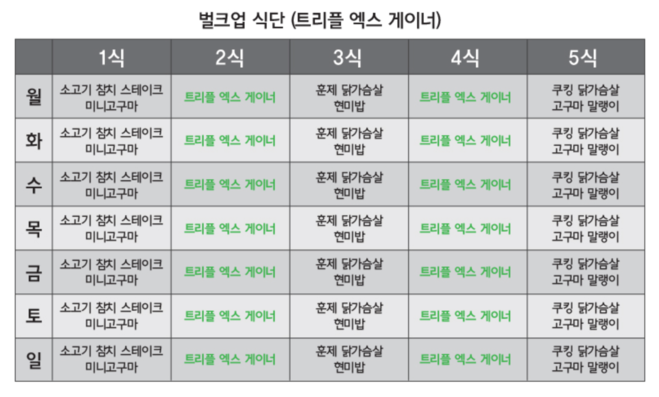 벌크업 식단 (트리플 엑스 게이너)
1식 2식 3식 4식 5식
월 소고기 참치 스테이크 미니고구마 트리플 엑스 게이너 훈제 닭가슴살 현미밥 트리플 엑스 게이너 쿠킹 닭가슴살 고구마 말랭이
화 소고기 참치 스테이크 미니고구마 트리플 엑스 게이너 훈제 닭가슴살 현미밥 트리플 엑스 게이너 쿠킹 닭가슴살 고구마 말랭이
수 소고기 참치 스테이크 미니고구마 트리플 엑스 게이너 훈제 닭가슴살 현미밥 트리플 엑스 게이너 쿠킹 닭가슴살 고구마 말랭이
목 소고기 참치 스테이크 미니고구마 트리플 엑스 게이너 훈제 닭가슴살 현미밥 트리플 엑스 게이너 쿠킹 닭가슴살 고구마 말랭이
금 소고기 참치 스테이크 미니고구마 트리플 엑스 게이너 훈제 닭가슴살 현미밥 트리플 엑스 게이너 쿠킹 닭가슴살 고구마 말랭이
토 소고기 참치 스테이크 미니고구마 트리플 엑스 게이너 훈제 닭가슴살 현미밥 트리플 엑스 게이너 쿠킹 닭가슴살 고구마 말랭이
일 소고기 참치 스테이크 미니고구마 트리플 엑스 게이너 훈제 닭가슴살 현미밥 트리플 엑스 게이너 쿠킹 닭가슴살 고구마 말랭이